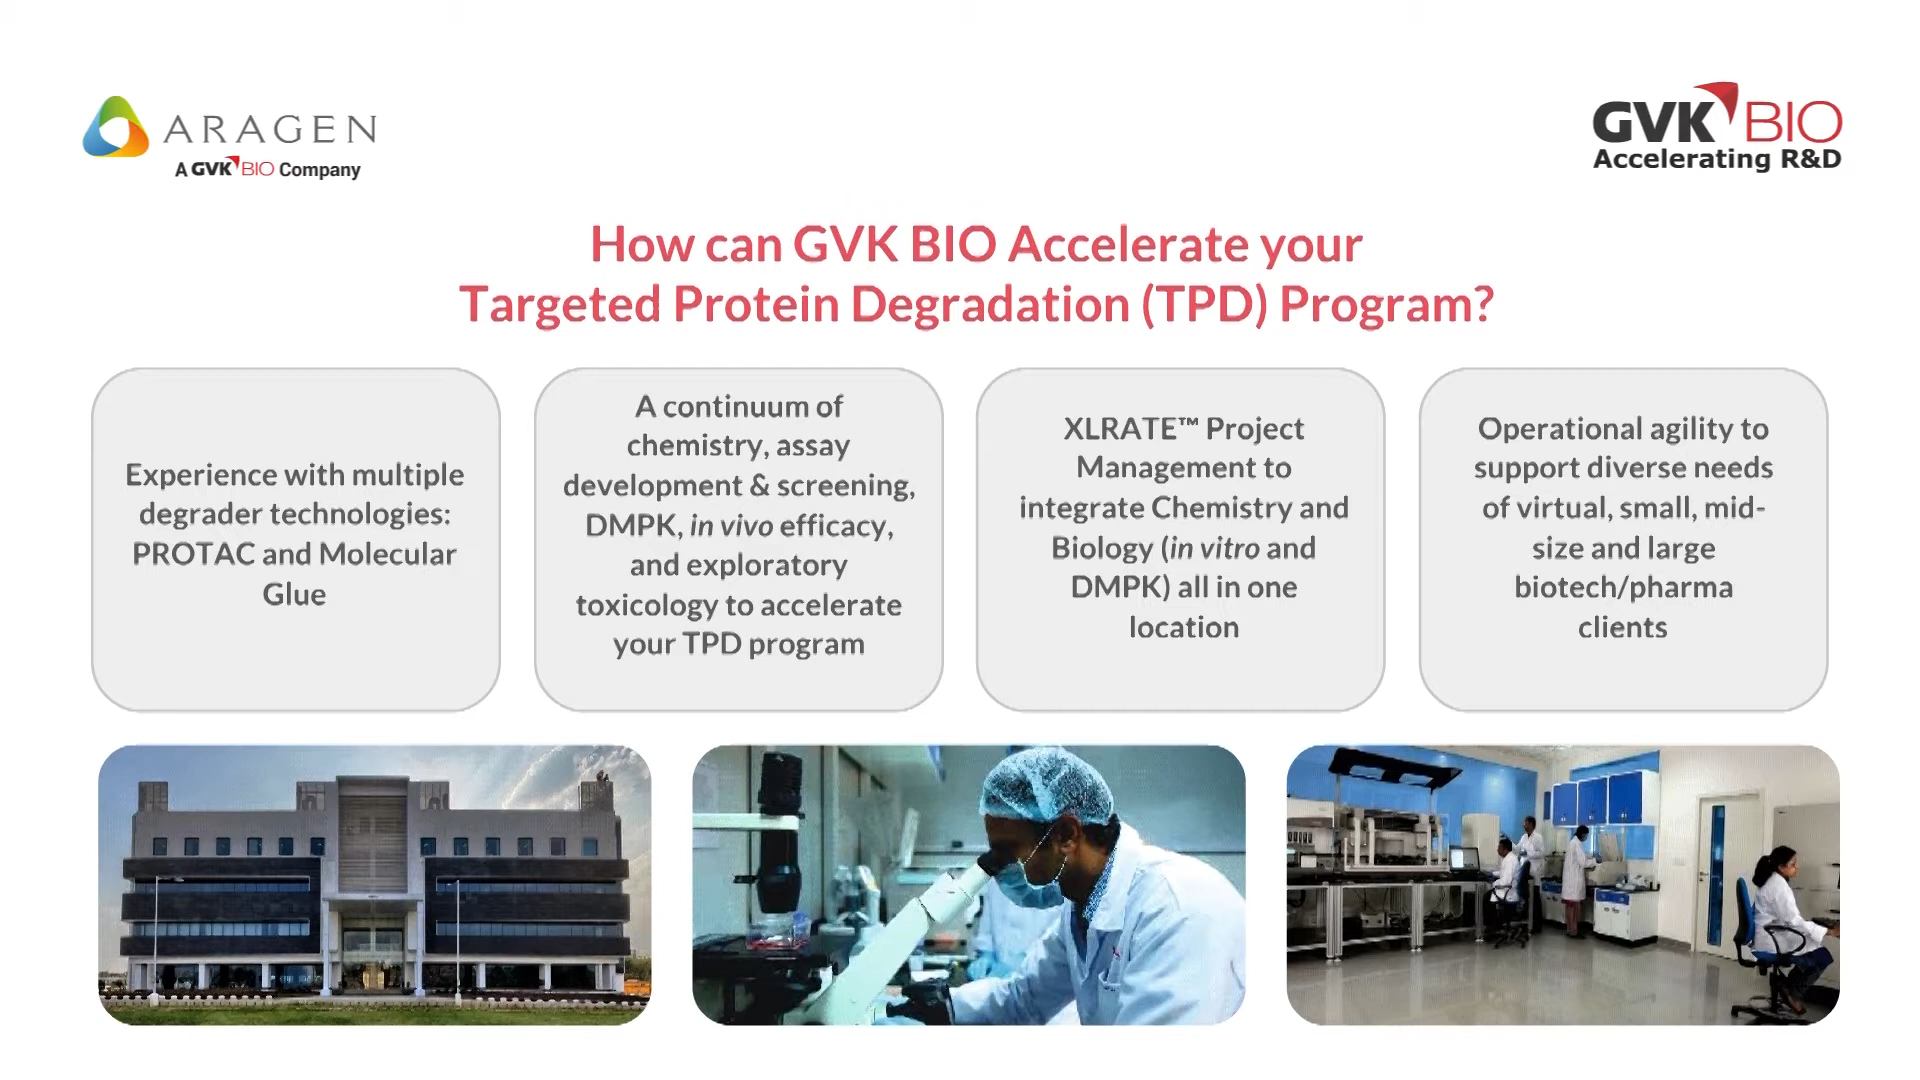 ARAGEN
A GVK BIO Company
GVK BIO
Accelerating R&D
How can GVK BIO Accelerate your
Targeted Protein Degradation (TPD) Program?
Experience with multiple
degrader technologies:
PROTAC and Molecular
Glue
A continuum of
chemistry, assay
development & screening,
DMPK, in vivo efficacy,
and exploratory
toxicology to accelerate
your TPD program
XLRATE™ Project
Management to
integrate Chemistry and
Biology (in vitro and
DMPK) all in one
location
Operational agility to
support diverse needs
of virtual, small, mid-
size and large
biotech/pharma
clients